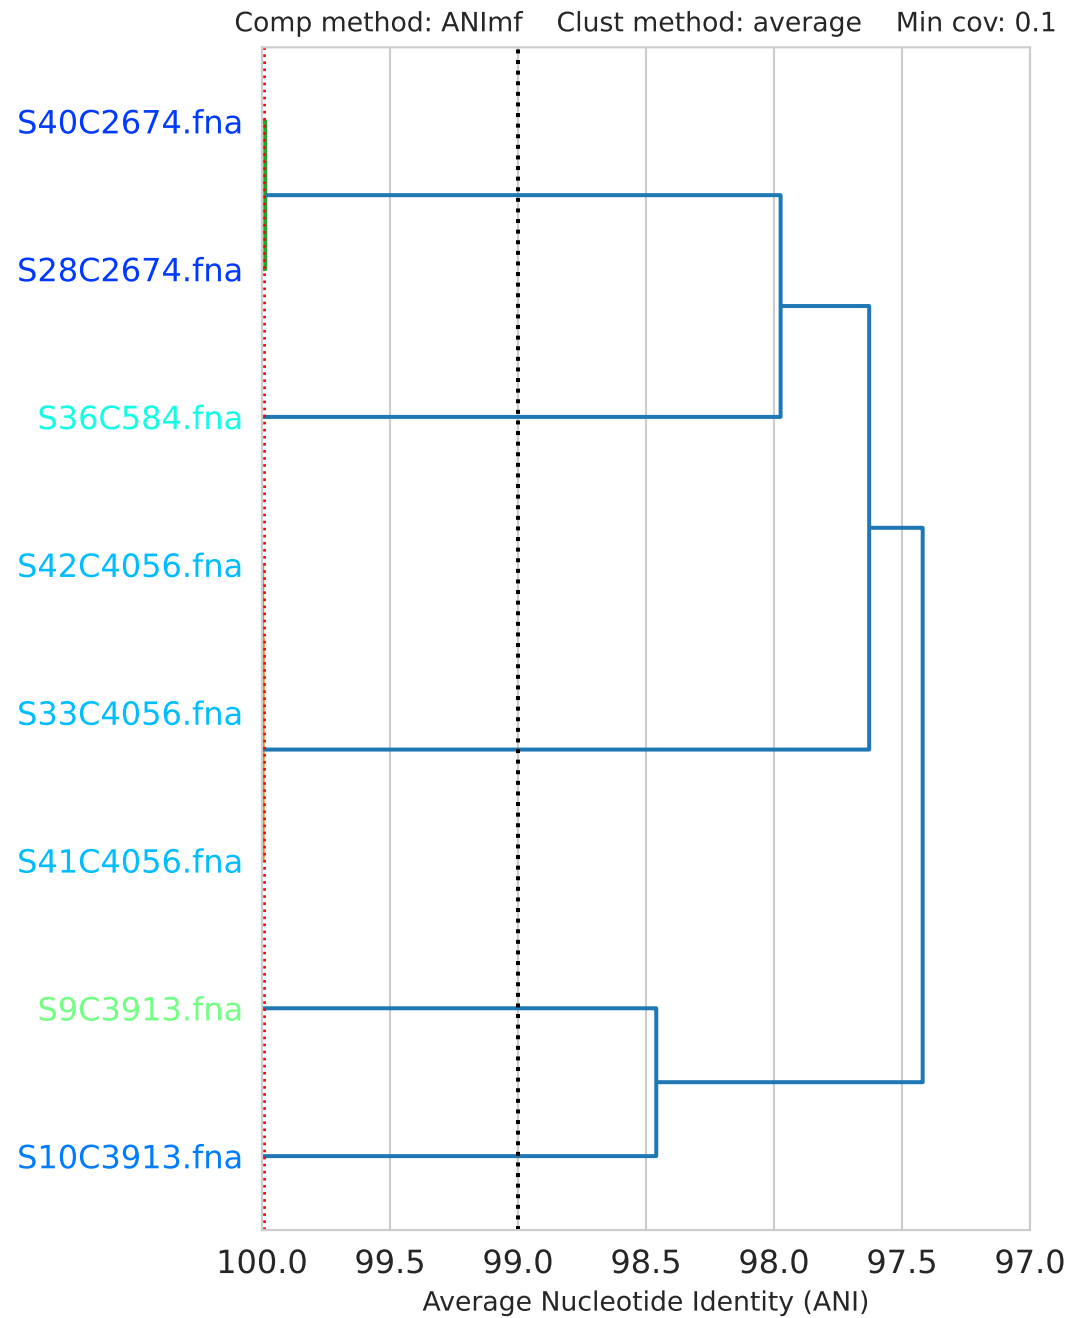 Comp method: ANImf    Clust method: average    Min cov: 0.1
S40C2674.fna
S28C2674.fna
S36C584.fna
S42C4056.fna
S33C4056.fna
S41C4056.fna
S9C3913.fna
S10C3913.fna
100.0 99.5 99.0 98.5 98.0 97.5 97.0
Average Nucleotide Identity (ANI)